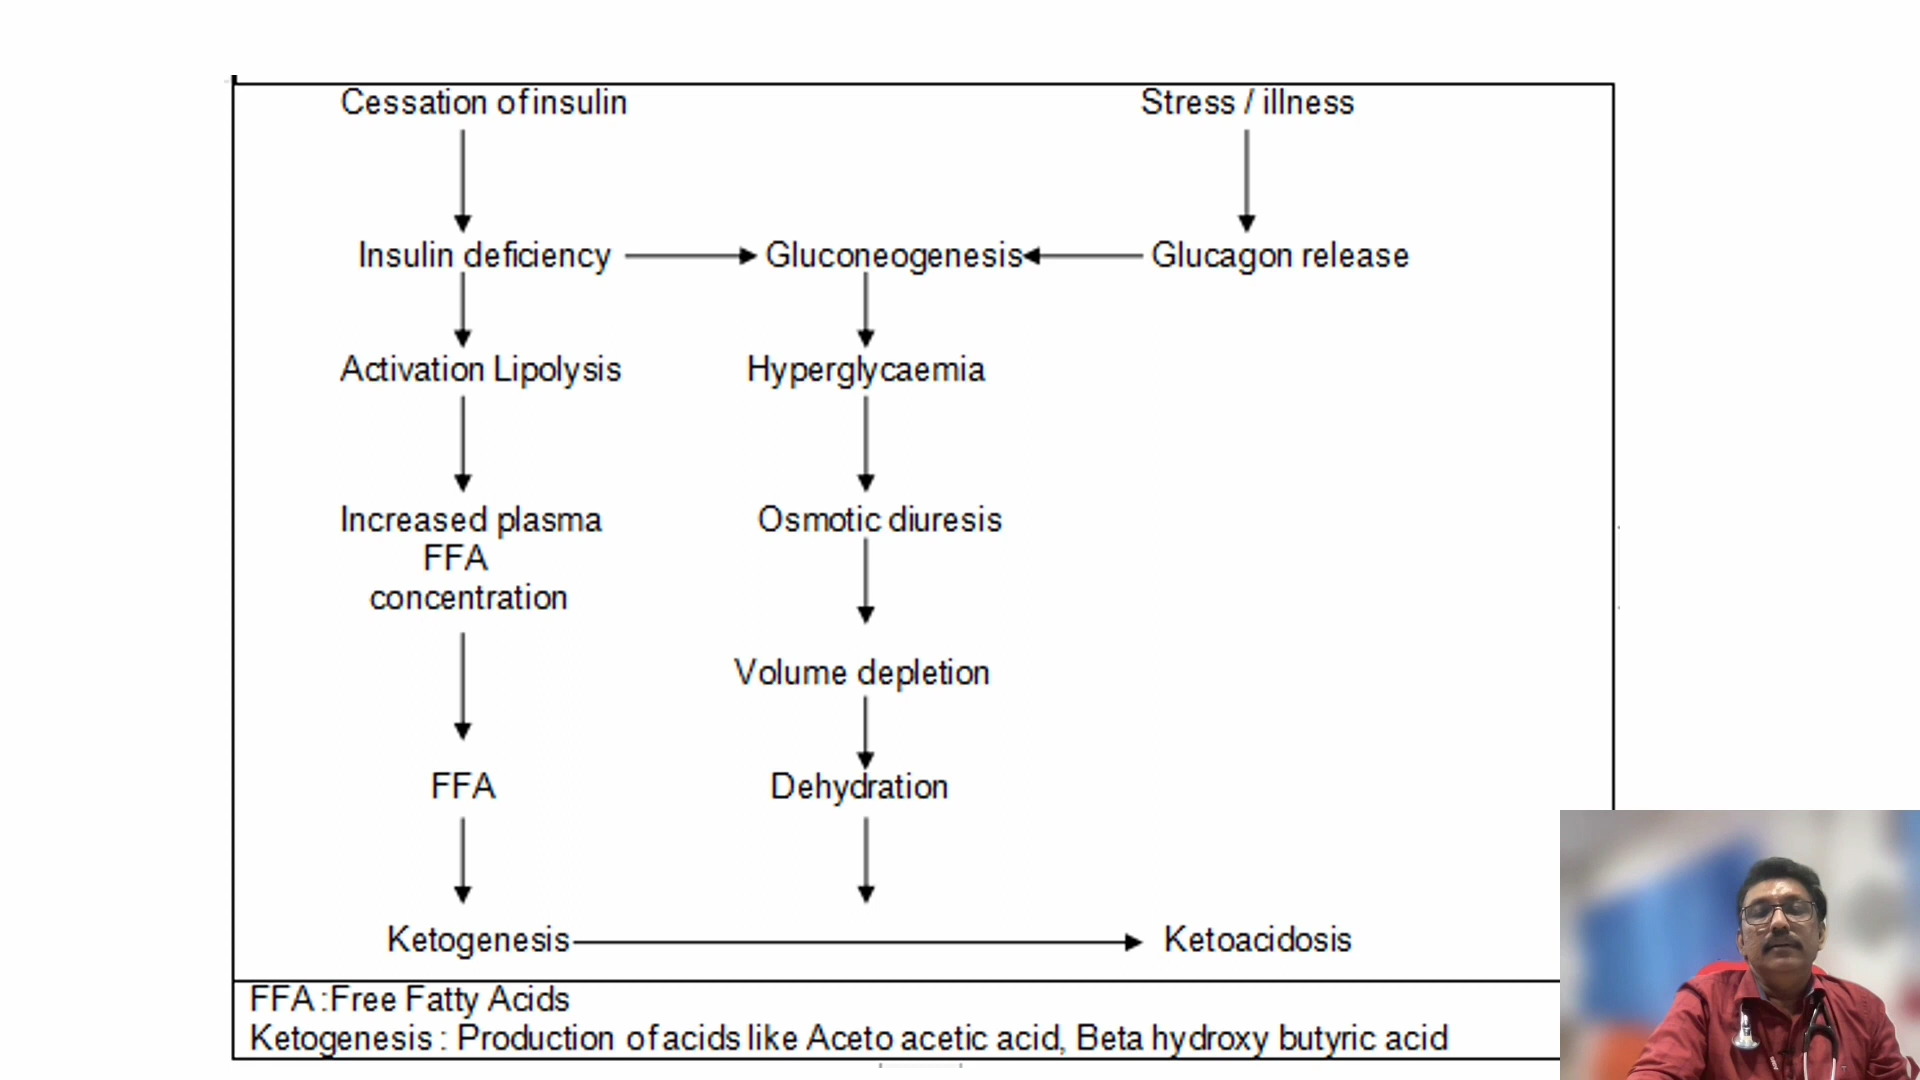 Cessation of insulin
Stress / illness
Insulin deficiency
Gluconeogenesis
Glucagon release
Activation Lipolysis
Hyperglycaemia
Increased plasma
FFA
concentration
Osmotic diuresis
Volume depletion
FFA
Dehydration
Ketogenesis
Ketoacidosis
FFA : Free Fatty Acids
Ketogenesis : Production of acids like Aceto acetic acid, Beta hydroxy butyric acid